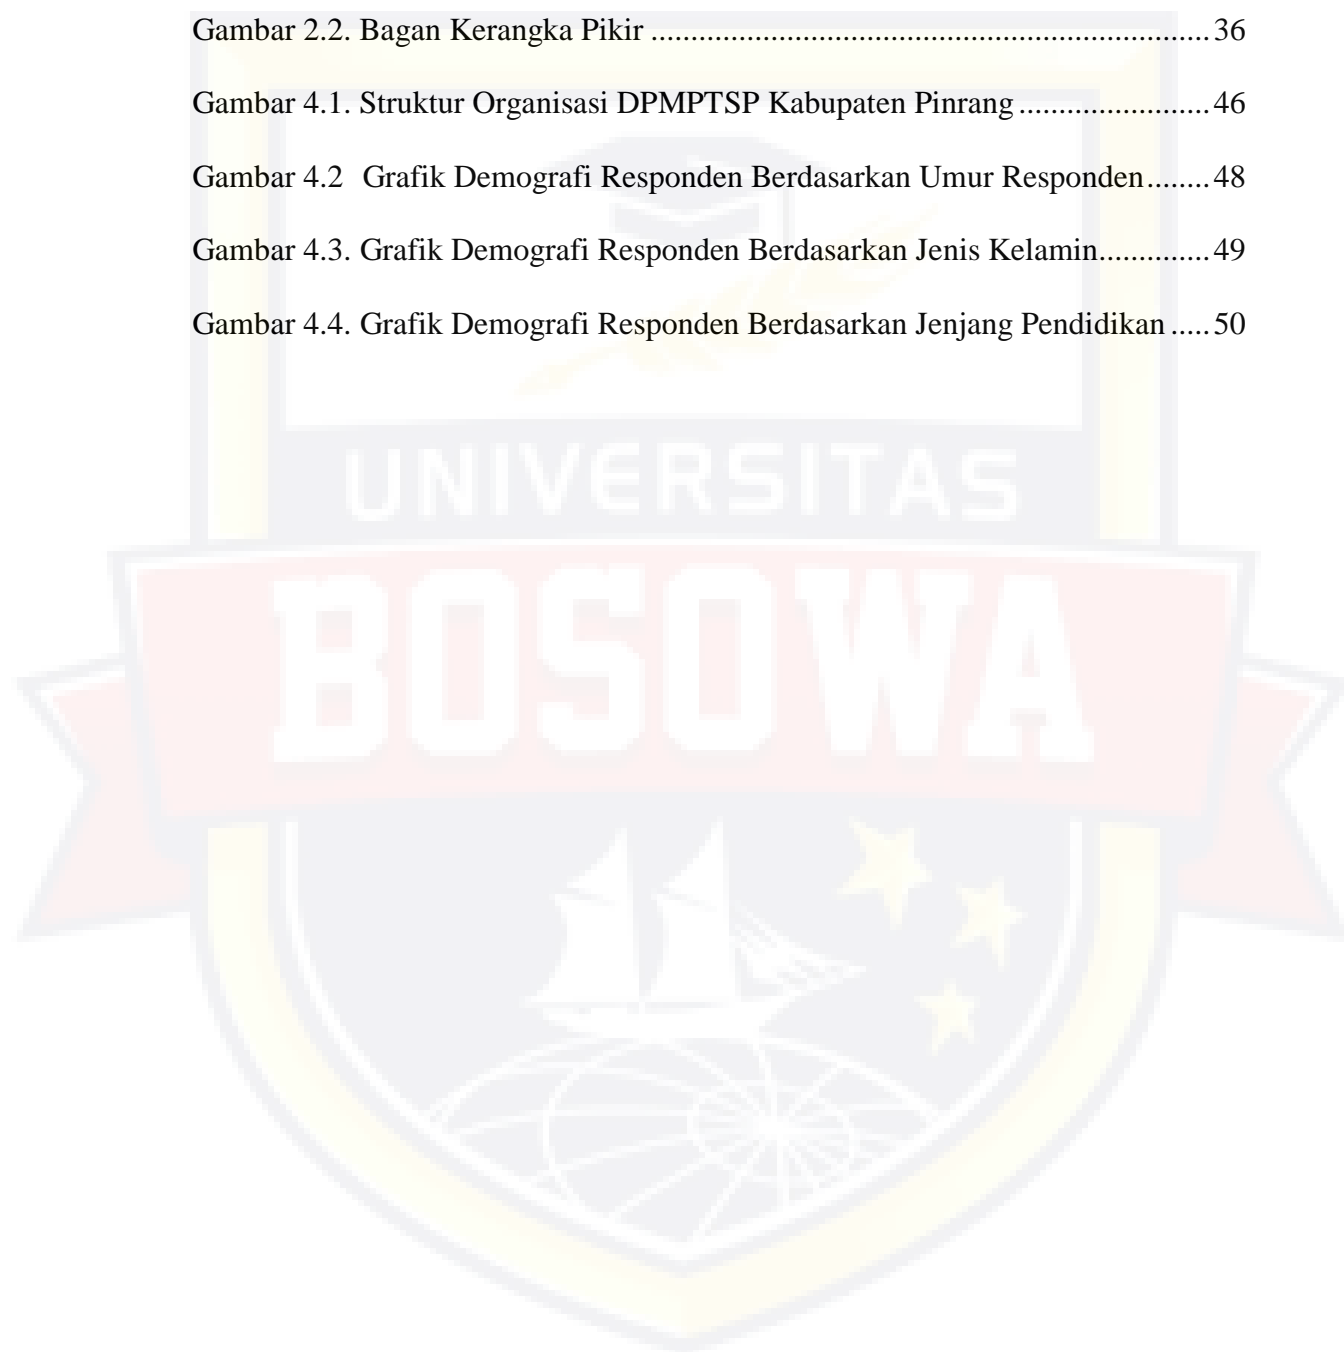 Gambar 2.2. Bagan Kerangka Pikir ...................................................................... 36
Gambar 4.1. Struktur Organisasi DPMPTSP Kabupaten Pinrang ........................ 46
Gambar 4.2 Grafik Demografi Responden Berdasarkan Umur Responden........ 48
Gambar 4.3. Grafik Demografi Responden Berdasarkan Jenis Kelamin.............. 49
Gambar 4.4. Grafik Demografi Responden Berdasarkan Jenjang Pendidikan ..... 50
UNIVERSITAS
BOSOWA